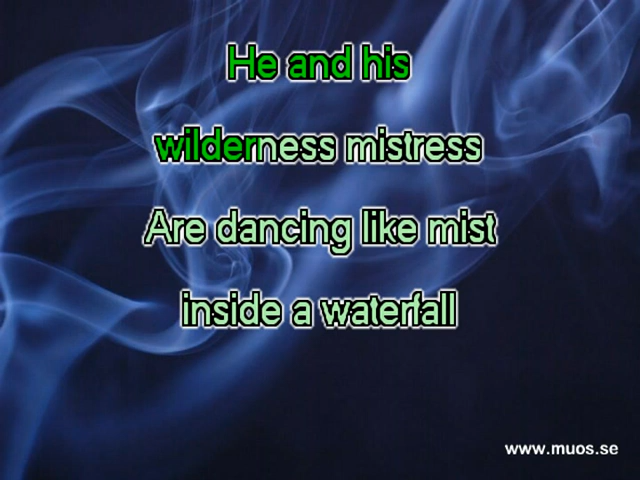 He and his
wilderness mistress
Are dancing like mist
inside a waterfall
www.muos.se